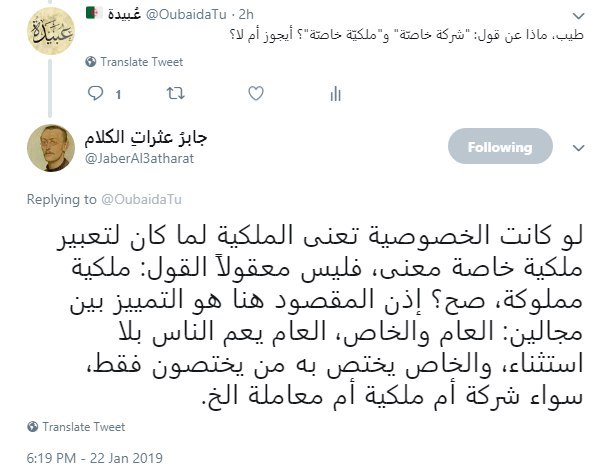 عُبيدة @OubaidaTu · 2h
طيب، ماذا عن قول: "شركة خاصّة" و"ملكيّة خاصّة"؟ أيجوز أم لا؟
Translate Tweet
1
جابرُ عثراتِ الكلام
@JaberAl3atharat
Following
Replying to @OubaidaTu
لو كانت الخصوصية تعنى الملكية لما كان لتعبير
ملكية خاصة معنى، فليس معقولاً القول: ملكية
مملوكة، صح؟ إذن المقصود هنا هو التمييز بين
مجالين: العام والخاص، العام يعم الناس بلا
استثناء، والخاص يختص به من يختصون فقط،
سواء شركة أم ملكية أم معاملة الخ.
Translate Tweet
6:19 PM - 22 Jan 2019